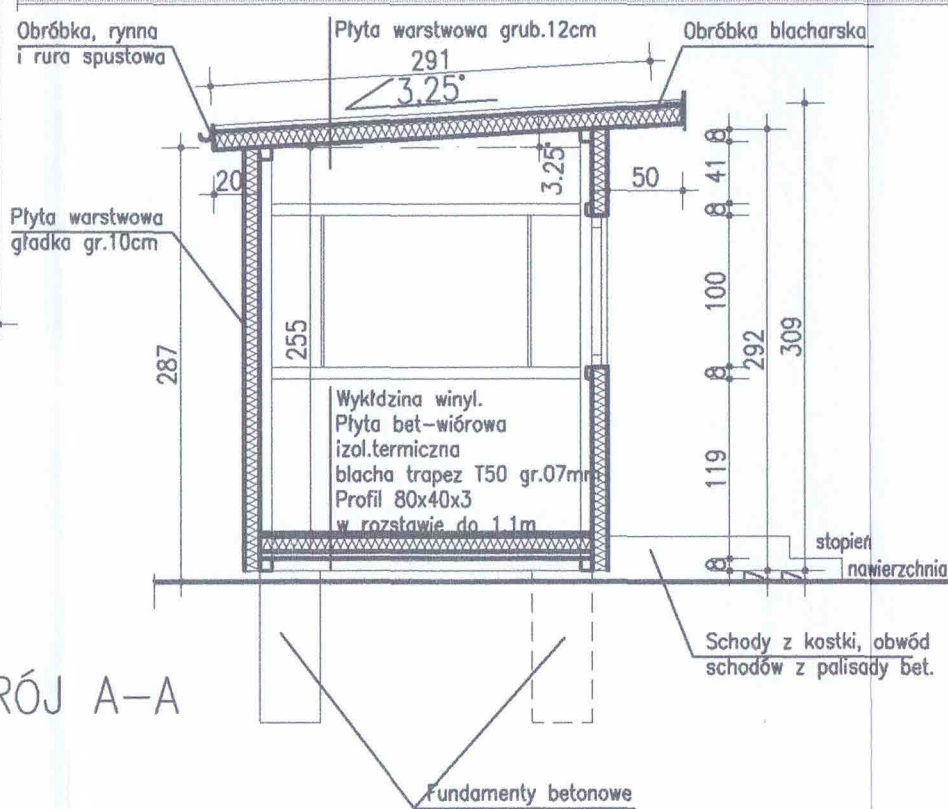 Obróbka, rynna
i rura spustowa
Płyta warstwowa grub.12cm
Obróbka blacharska
291
3,25°
20
3.25°
50
8
41
8
100
8
119
8
292
309
Płyta warstwowa
gładka gr.10cm
287
255
Wykłdzina winyl.
Płyta bet-wiórowa
izol.termiczna
blacha trapez T50 gr.07mm
Profil 80x40x3
w rozstawie do 1.1m
stopień
nawierzchnia
Schody z kostki, obwód
schodów z palisady bet.
RÓJ A-A
Fundamenty betonowe